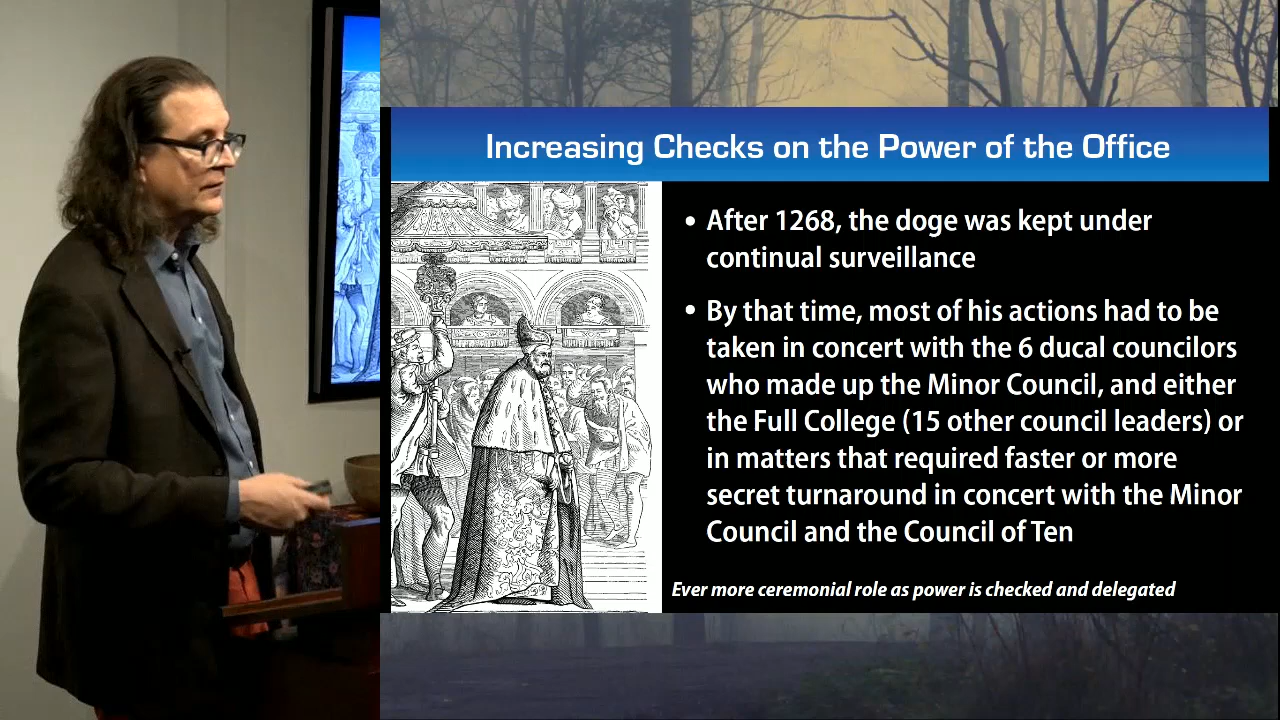 Increasing Checks on the Power of the Office
• After 1268, the doge was kept under
continual surveillance
• By that time, most of his actions had to be
taken in concert with the 6 ducal councilors
who made up the Minor Council, and either
the Full College (15 other council leaders) or
in matters that required faster or more
secret turnaround in concert with the Minor
Council and the Council of Ten
Ever more ceremonial role as power is checked and delegated